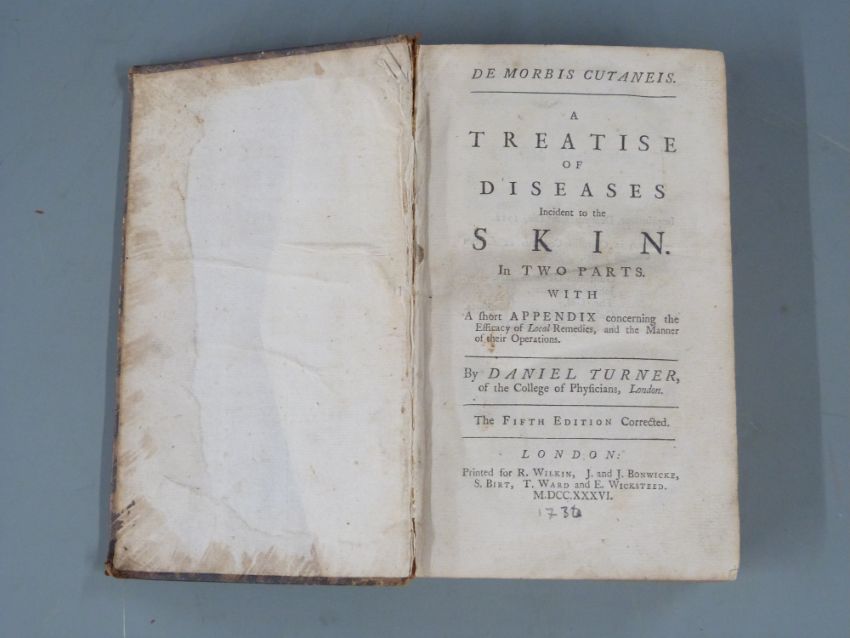 DE MORBIS CUTANEIS.
A
TREATISE
OF
DISEASES
Incident to the
SKIN.
In TWO PARTS.
WITH
A ſhort APPENDIX concerning the
Efficacy of Local Remedies, and the Manner
of their Operations.
By DANIEL TURNER,
of the College of Phyſicians, London.
The FIFTH EDITION Corrected.
LONDON:
Printed for R. WILKIN, J. and J. BONWICKE,
S. BIRT, T. WARD and E. WICKSTEED.
M.DCC.XXXVI.
1736